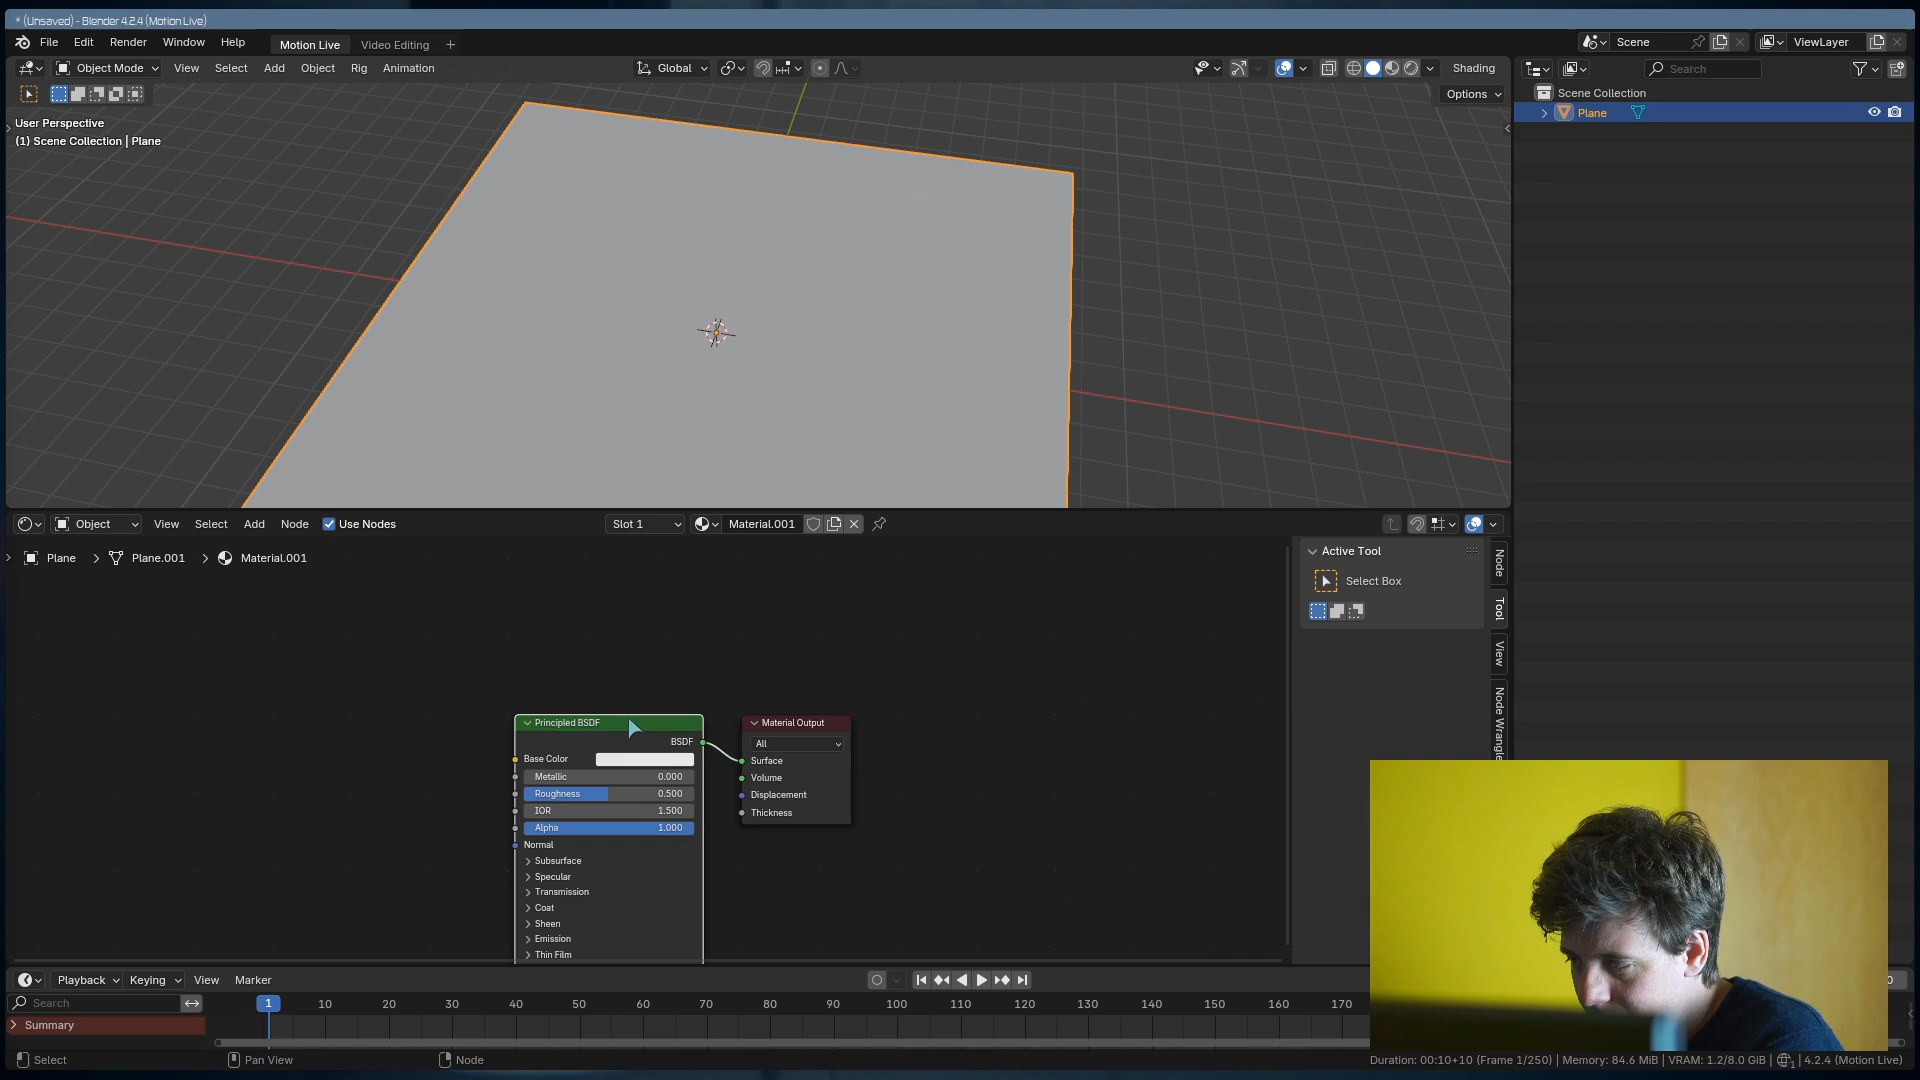 * (Unsaved) - Blender 4.2.4 (Motion Live)
File Edit Render Window Help Motion Live Video Editing + Scene ViewLayer
Object Mode View Select Add Object Rig Animation Global Shading Search
Options
Scene Collection
Plane
User Perspective
(1) Scene Collection | Plane
Object View Select Add Node Use Nodes Slot 1 Material.001
Plane > Plane.001 > Material.001
Active Tool
Select Box
Node
Tool
View
Node Wrangle
Principled BSDF
BSDF
Base Color
Metallic 0.000
Roughness 0.500
IOR 1.500
Alpha 1.000
Normal
Subsurface
Specular
Transmission
Coat
Sheen
Emission
Thin Film
Material Output
All
Surface
Volume
Displacement
Thickness
Playback Keying View Marker 0
Search 1 10 20 30 40 50 60 70 80 90 100 110 120 130 140 150 160 170
Summary
Select Pan View Node Duration: 00:10+10 (Frame 1/250) | Memory: 84.6 MiB | VRAM: 1.2/8.0 GiB | 1 | 4.2.4 (Motion Live)